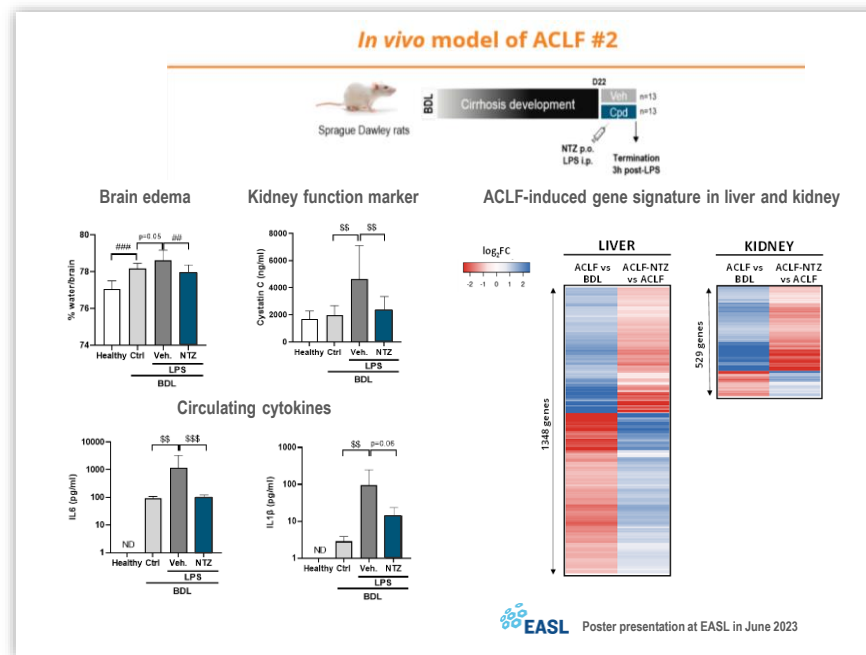 In vivo model of ACLF #2
D22
BDL
Cirrhosis development
Veh
n=13
Cpd
n=13
Sprague Dawley rats
NTZ p.o.
LPS i.p.
Termination
3h post-LPS
Brain edema
% water/brain
80
78
76
74
###
p=0.05
##
Healthy Ctrl Veh. NTZ
LPS
BDL
Kidney function marker
Cystatin C (ng/ml)
8000
6000
4000
2000
0
$$
$$
Healthy Ctrl Veh. NTZ
LPS
BDL
Circulating cytokines
IL6 (pg/ml)
10000
1000
100
10
1
$$
$$$
ND
Healthy Ctrl Veh. NTZ
LPS
BDL
IL1β (pg/ml)
1000
100
10
1
$$
p=0.06
ND
Healthy Ctrl Veh. NTZ
LPS
BDL
ACLF-induced gene signature in liver and kidney
log2FC
-2 -1 0 1 2
LIVER
ACLF vs BDL
ACLF-NTZ vs ACLF
1348 genes
KIDNEY
ACLF vs BDL
ACLF-NTZ vs ACLF
529 genes
EASL
Poster presentation at EASL in June 2023